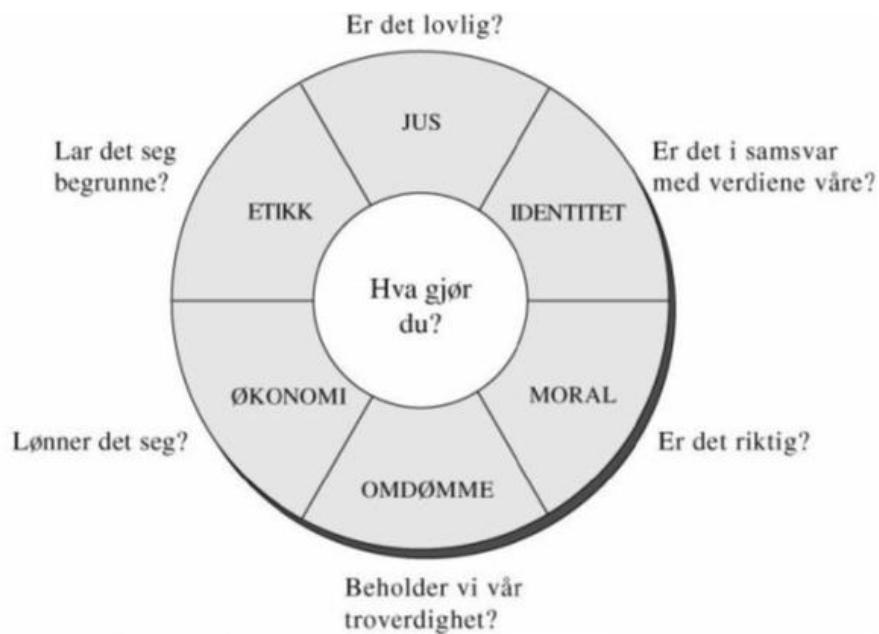 Er det lovlig?
JUS
Lar det seg
begrunne?
Er det i samsvar
med verdiene våre?
ETIKK
IDENTITET
Hva gjør
du?
ØKONOMI
MORAL
Lønner det seg?
Er det riktig?
OMDØMME
Beholder vi vår
troverdighet?